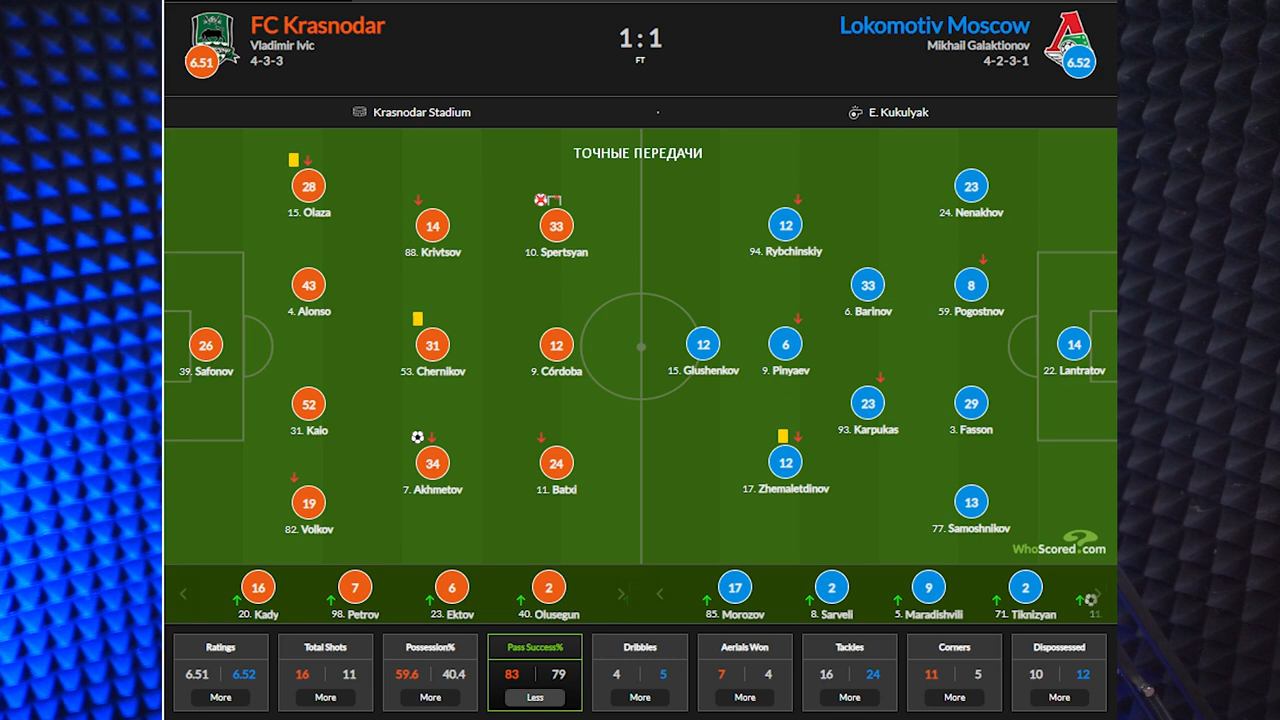 FC Krasnodar
Vladimir Ivic
4-3-3
6.51
1 : 1
FT
Lokomotiv Moscow
Mikhail Galaktionov
4-2-3-1
6.52
Krasnodar Stadium
E. Kukulyak
ТОЧНЫЕ ПЕРЕДАЧИ
28
15. Olaza
43
4. Alonso
26
39. Safonov
52
31. Kaio
19
82. Volkov
14
88. Krivtsov
31
53. Chernikov
34
7. Akhmetov
33
10. Spertsyan
12
9. Córdoba
24
11. Batxi
12
15. Glushenkov
12
94. Rybchinskiy
6
9. Pinyaev
12
17. Zhemaletdinov
33
6. Barinov
23
93. Karpukas
23
24. Nenakhov
8
59. Pogostnov
29
3. Fasson
13
77. Samoshnikov
14
22. Lantratov
WhoScored.com
16
20. Kady
7
98. Petrov
6
23. Ektov
2
40. Olusegun
17
85. Morozov
2
8. Sarveli
9
5. Maradishvili
2
71. Tiknizyan
11.
Ratings
6.51 6.52
More
Total Shots
16 11
More
Possession%
59.6 40.4
More
Pass Success%
83 79
Less
Dribbles
4 5
More
Aerials Won
7 4
More
Tackles
16 24
More
Corners
11 5
More
Dispossessed
10 12
More